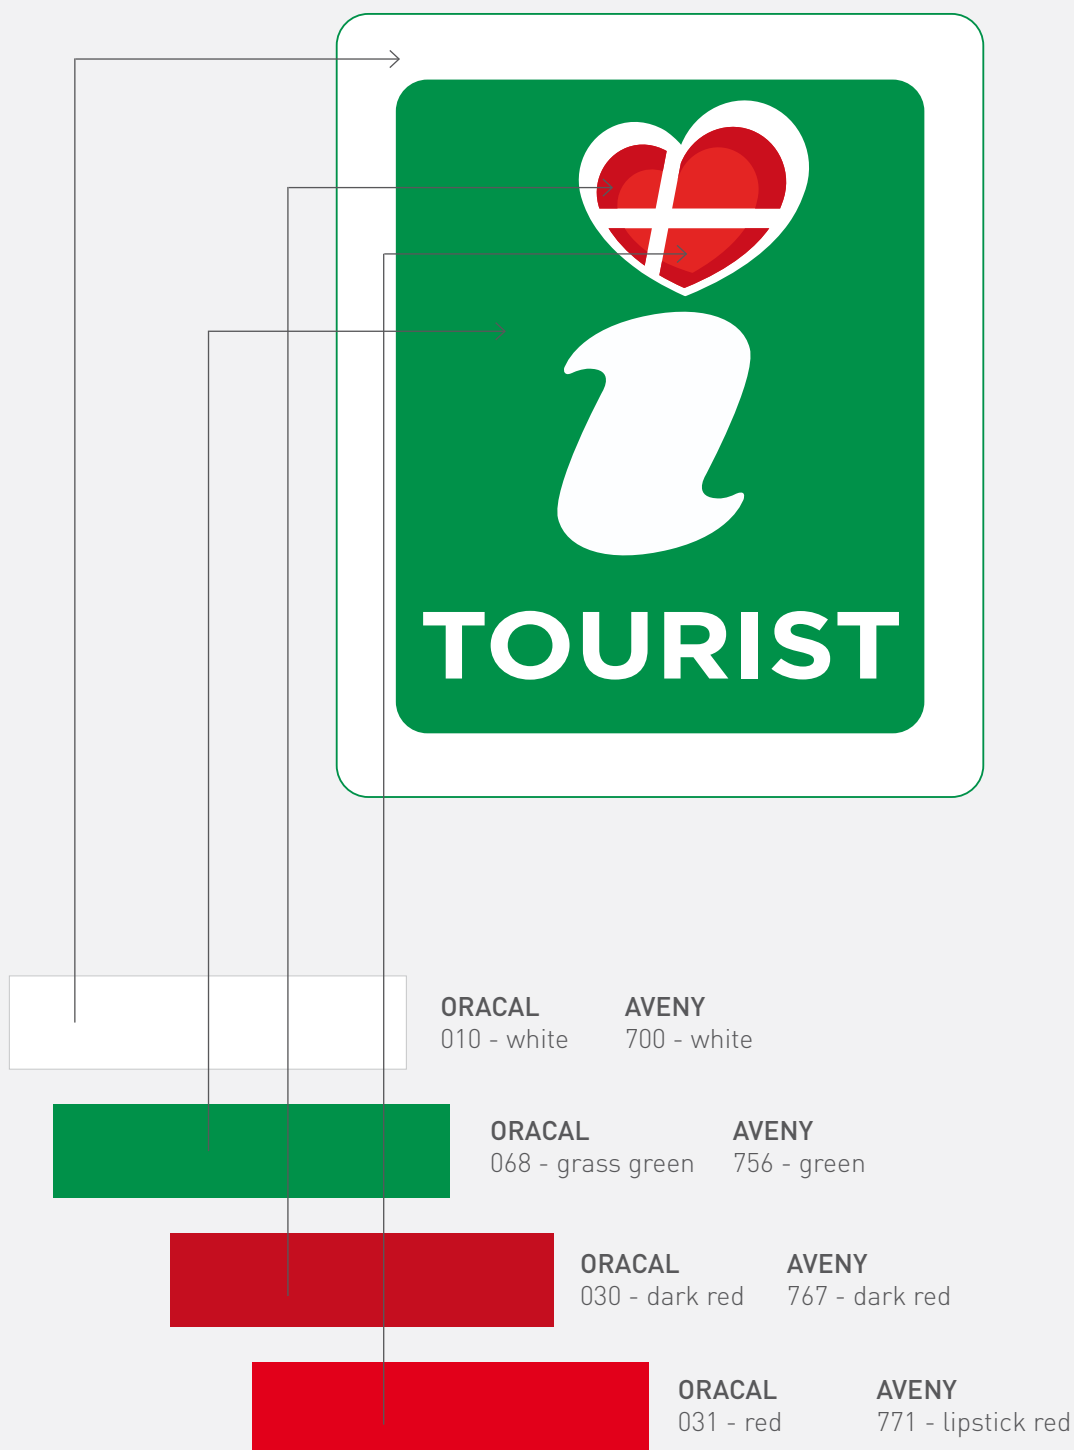 i
TOURIST
ORACAL AVENY
010 - white 700 - white
ORACAL AVENY
068 - grass green 756 - green
ORACAL AVENY
030 - dark red 767 - dark red
ORACAL AVENY
031 - red 771 - lipstick red